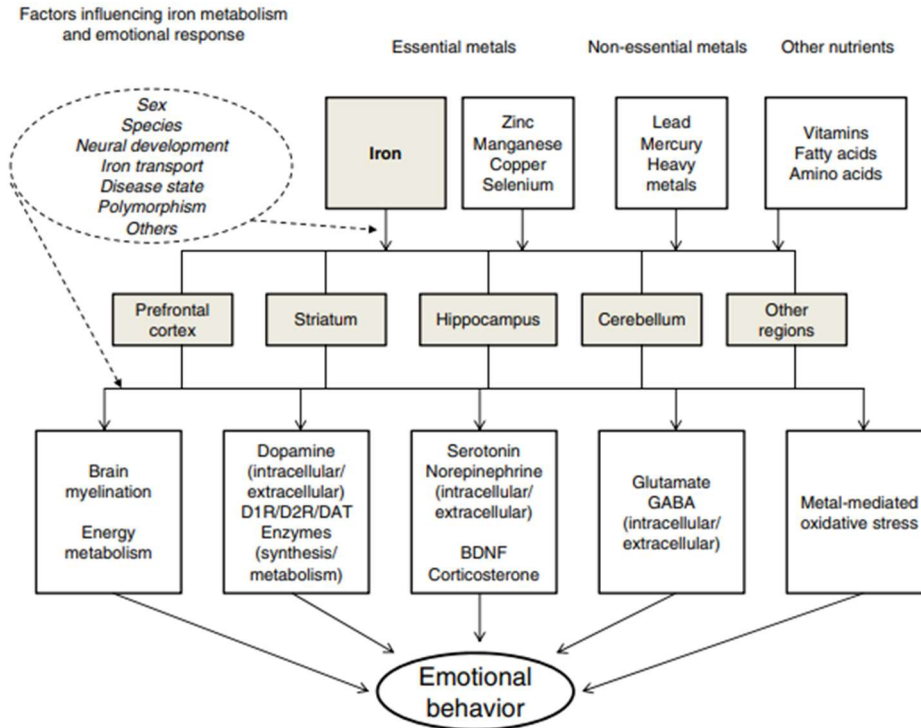 Factors influencing iron metabolism
and emotional response
Essential metals
Non-essential metals
Other nutrients
Sex
Species
Neural development
Iron transport
Disease state
Polymorphism
Others
Iron
Zinc
Manganese
Copper
Selenium
Lead
Mercury
Heavy
metals
Vitamins
Fatty acids
Amino acids
Prefrontal
cortex
Striatum
Hippocampus
Cerebellum
Other
regions
Brain
myelination
Energy
metabolism
Dopamine
(intracellular/
extracellular)
D1R/D2R/DAT
Enzymes
(synthesis/
metabolism)
Serotonin
Norepinephrine
(intracellular/
extracellular)
BDNF
Corticosterone
Glutamate
GABA
(intracellular/
extracellular)
Metal-mediated
oxidative stress
Emotional
behavior